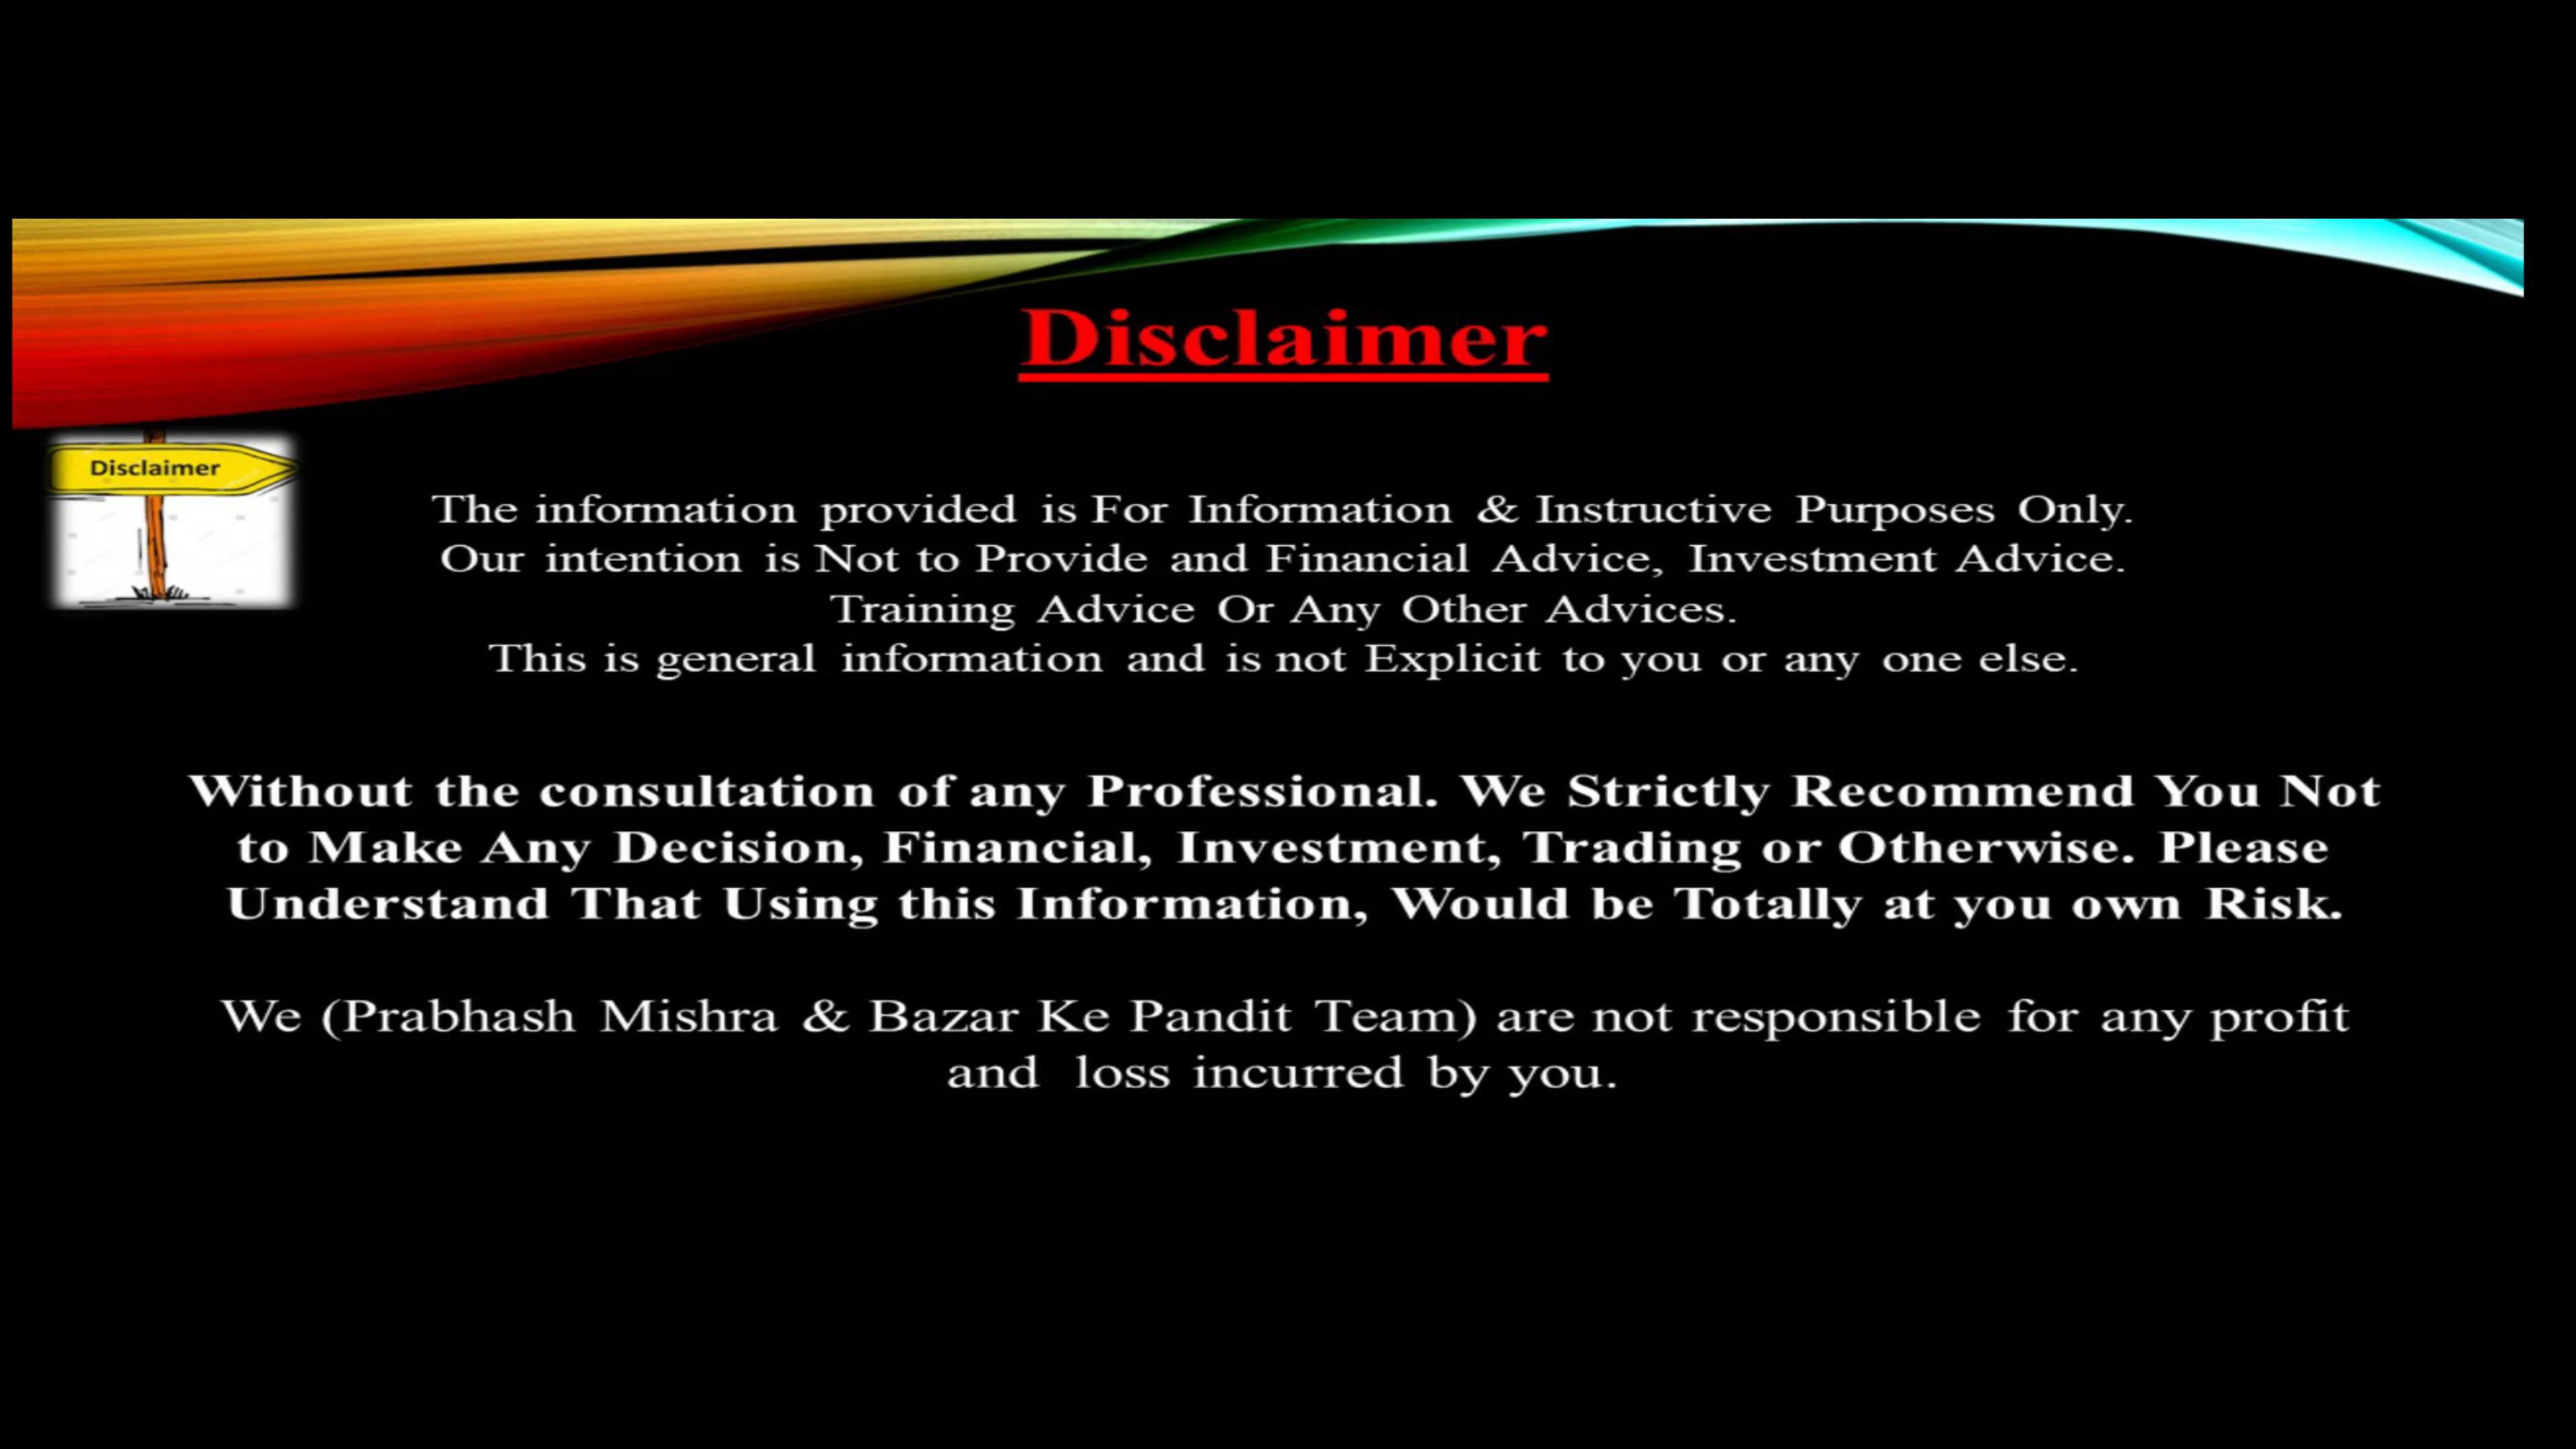 Disclaimer
Disclaimer
The information provided is For Information & Instructive Purposes Only.
Our intention is Not to Provide and Financial Advice, Investment Advice.
Training Advice Or Any Other Advices.
This is general information and is not Explicit to you or any one else.
Without the consultation of any Professional. We Strictly Recommend You Not
to Make Any Decision, Financial, Investment, Trading or Otherwise. Please
Understand That Using this Information, Would be Totally at you own Risk.
We (Prabhash Mishra & Bazar Ke Pandit Team) are not responsible for any profit
and loss incurred by you.